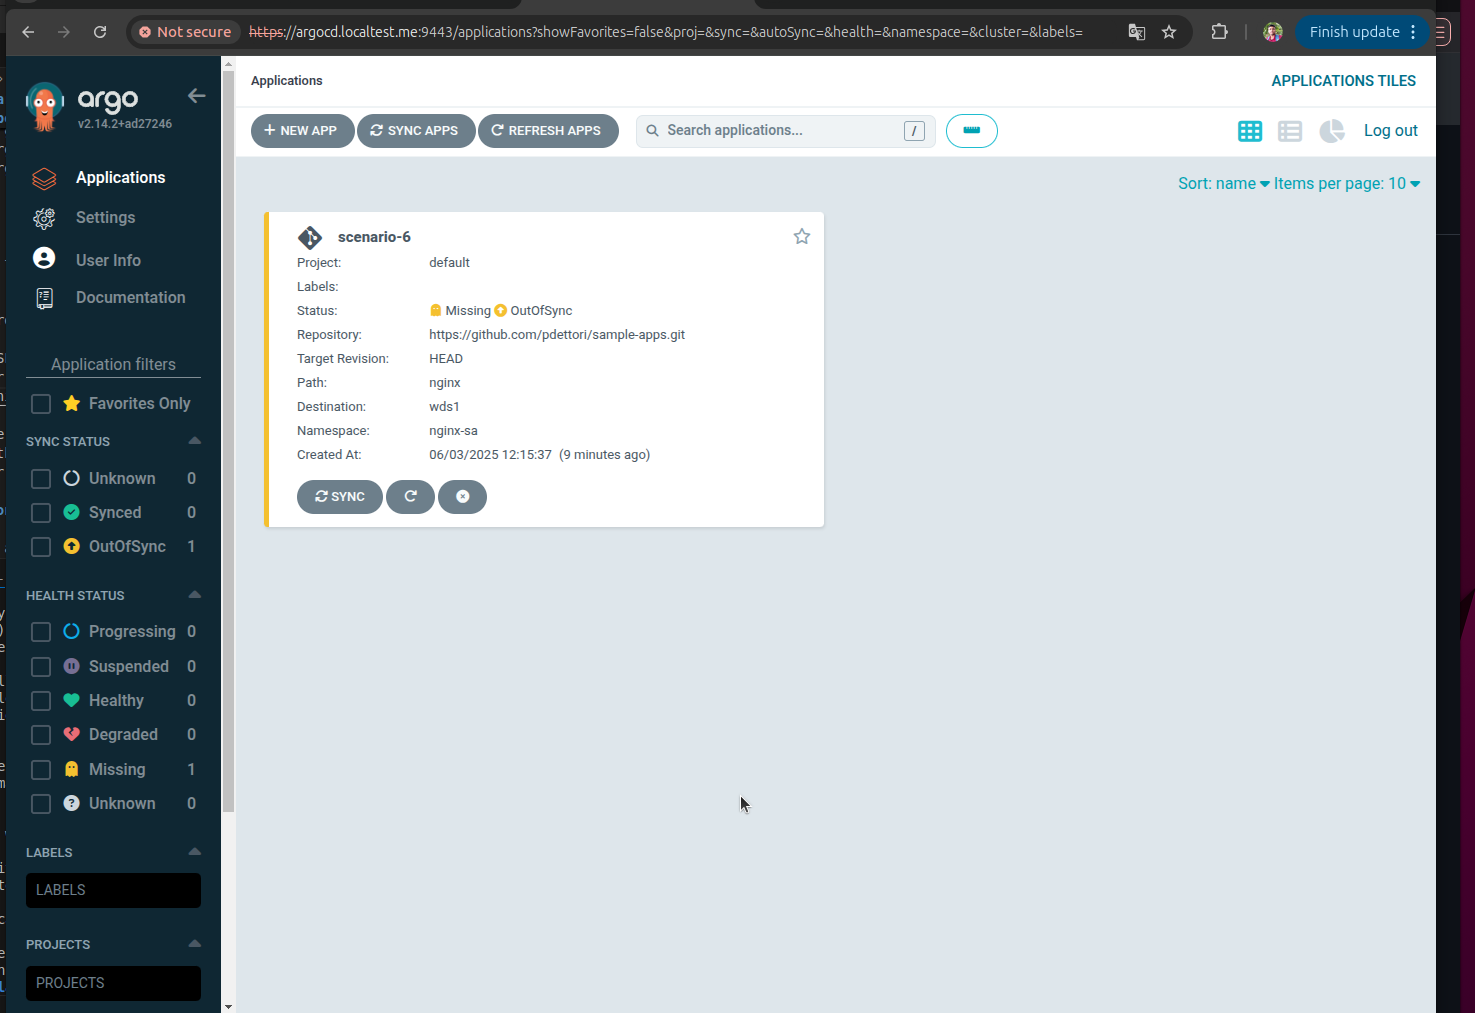 Not secure
https://argocd.localtest.me:9443/applications?showFavorites=false&proj=&sync=&autoSync=&health=&namespace=&cluster=&labels=
Finish update
argo
v2.14.2+ad27246
Applications
Settings
User Info
Documentation
Application filters
Favorites Only
SYNC STATUS
Unknown 0
Synced 0
OutOfSync 1
HEALTH STATUS
Progressing 0
Suspended 0
Healthy 0
Degraded 0
Missing 1
Unknown 0
LABELS
LABELS
PROJECTS
PROJECTS
Applications
APPLICATIONS TILES
NEW APP
SYNC APPS
REFRESH APPS
Search applications...
/
Log out
Sort: name
Items per page: 10
scenario-6
Project: default
Labels:
Status: Missing OutOfSync
Repository: https://github.com/pdettori/sample-apps.git
Target Revision: HEAD
Path: nginx
Destination: wds1
Namespace: nginx-sa
Created At: 06/03/2025 12:15:37 (9 minutes ago)
SYNC